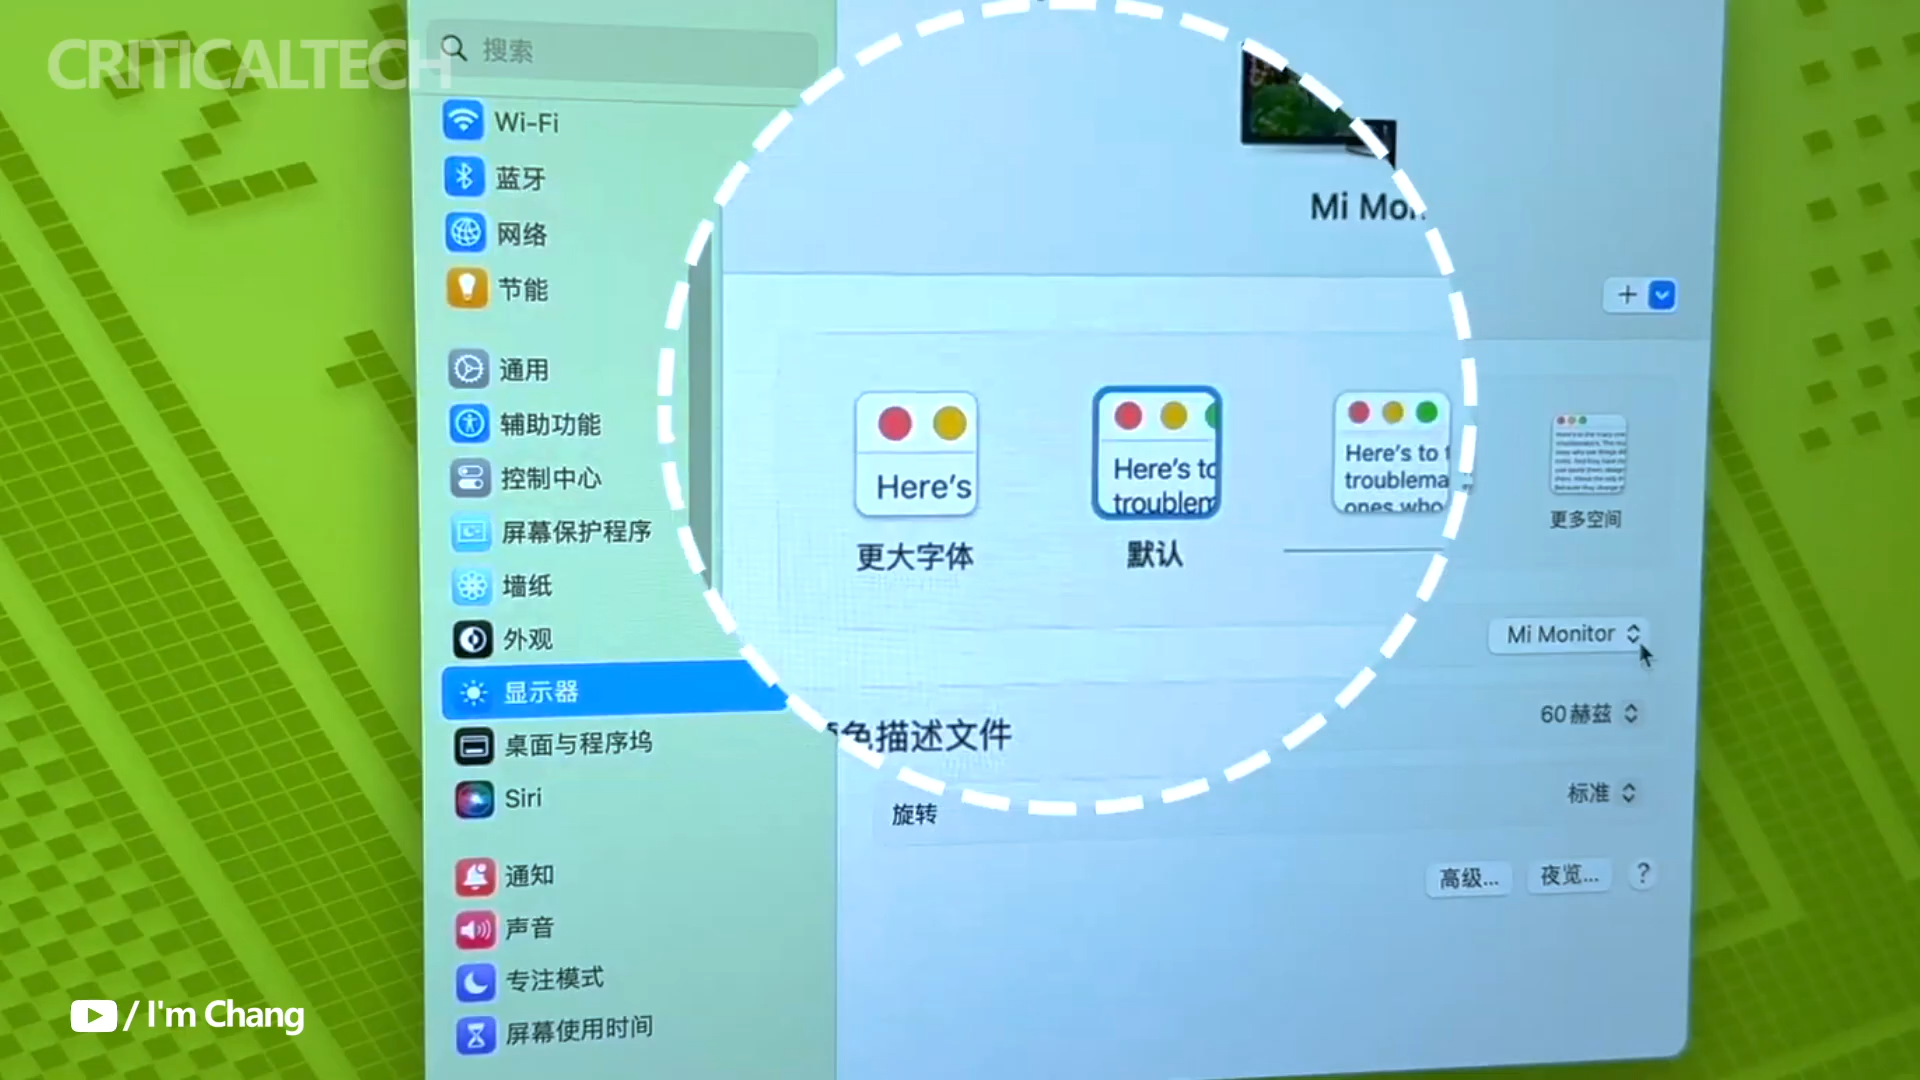 CRITICALTECH
搜索
Wi-Fi
蓝牙
网络
节能
通用
辅助功能
控制中心
屏幕保护程序
墙纸
外观
显示器
桌面与程序坞
Siri
通知
声音
专注模式
屏幕使用时间
Mi Mon
Here's
更大字体
Here's to
troublem
默认
Here's to t
troublema
ones who
更多空间
Mi Monitor
色描述文件
60 赫兹
旋转
标准
高级...
夜览...
?
/ I'm Chang